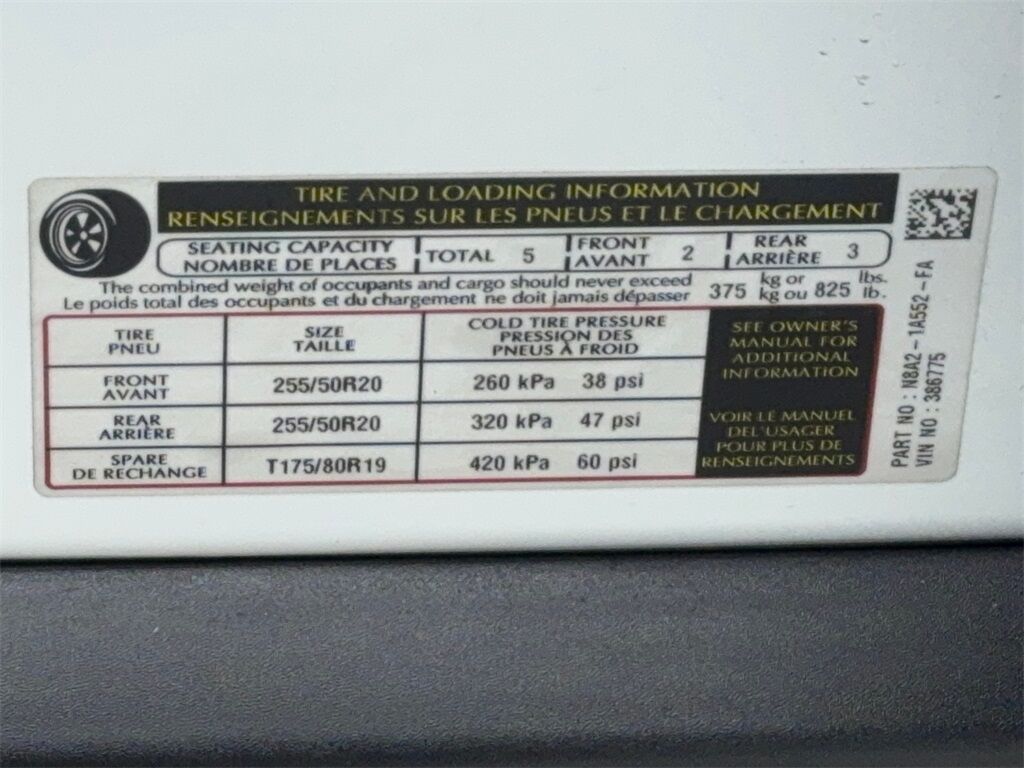 TIRE AND LOADING INFORMATION
RENSEIGNEMENTS SUR LES PNEUS ET LE CHARGEMENT
SEATING CAPACITY
NOMBRE DE PLACES
TOTAL 5
FRONT
AVANT
2
REAR
ARRIÈRE
3
The combined weight of occupants and cargo should never exceed
Le poids total des occupants et du chargement ne doit jamais dépasser
375 kg or 825 lbs.
kg ou lb.
TIRE
PNEU
SIZE
TAILLE
COLD TIRE PRESSURE
PRESSION DES
PNEUS À FROID
FRONT
AVANT
255/50R20
260 kPa 38 psi
REAR
ARRIÈRE
255/50R20
320 kPa 47 psi
SPARE
DE RECHANGE
T175/80R19
420 kPa 60 psi
SEE OWNER'S
MANUAL FOR
ADDITIONAL
INFORMATION
VOIR LE MANUEL
DEL'USAGER
POUR PLUS DE
RENSEIGNEMENTS
PART NO : N8A2 - 1A552 - FA
VIN NO : 386775